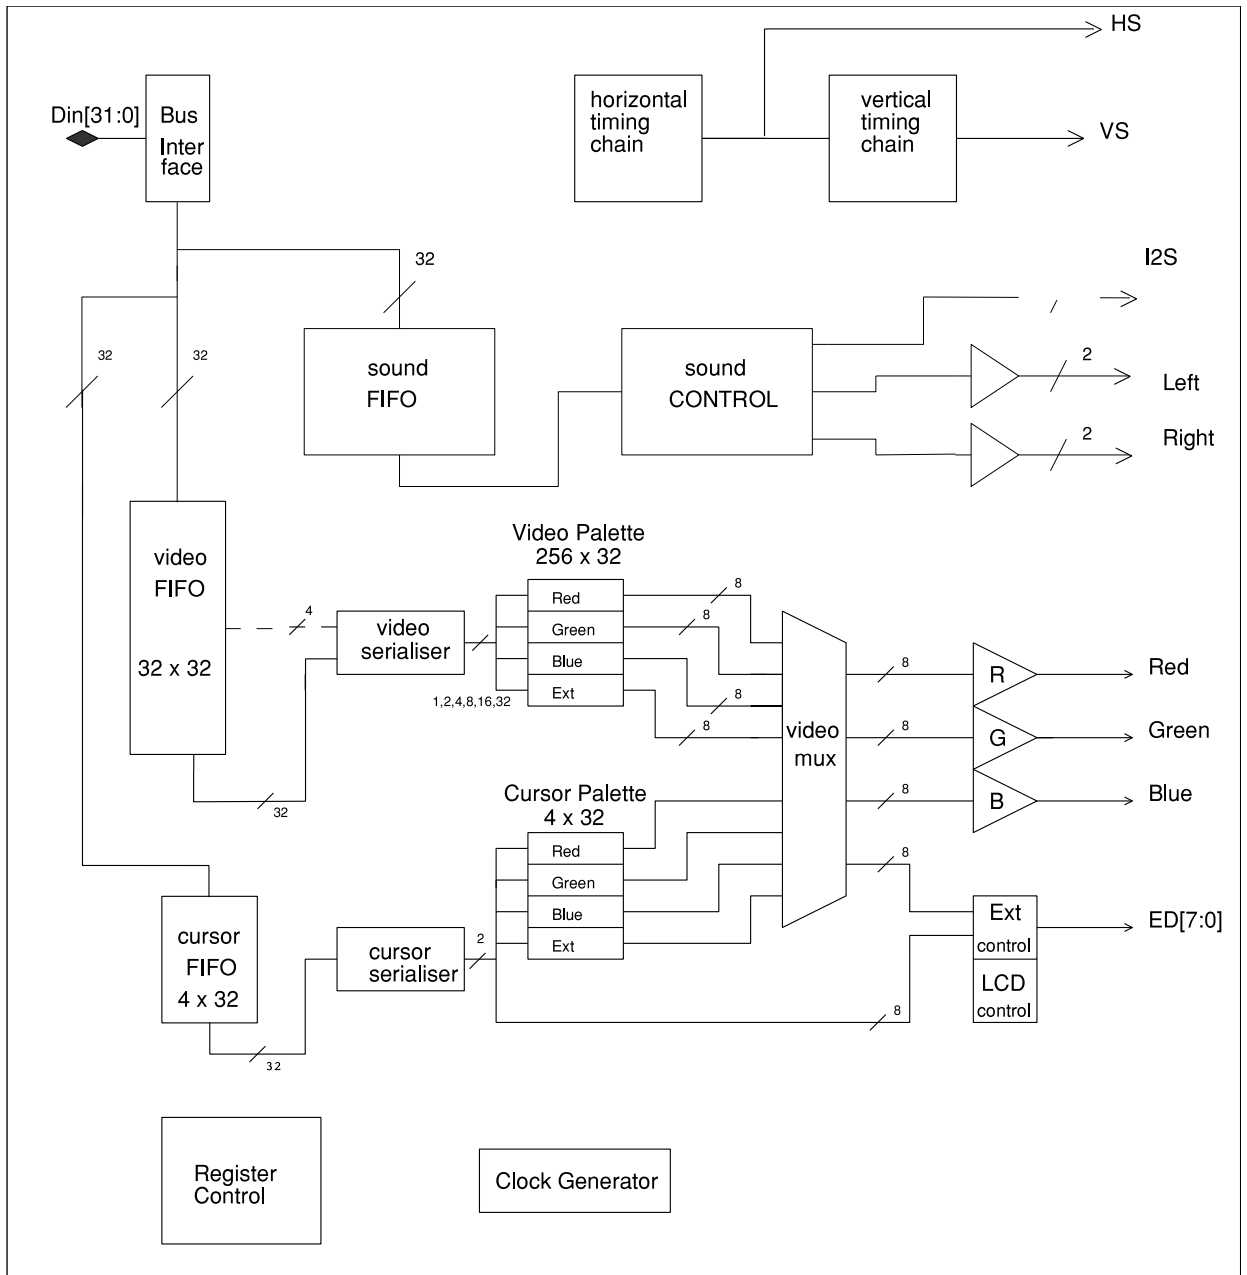 HS
Din[31:0]
Bus
Inter
face
horizontal
timing
chain
vertical
timing
chain
VS
32
I2S
32
32
sound
FIFO
sound
CONTROL
2
Left
2
Right
video
FIFO
32 x 32
Video Palette
256 x 32
4
video
serialiser
1,2,4,8,16,32
Red
Green
Blue
Ext
8
8
8
8
video
mux
8
8
8
8
R
G
B
Red
Green
Blue
32
Cursor Palette
4 x 32
Red
Green
Blue
Ext
cursor
FIFO
4 x 32
cursor
serialiser
2
32
8
Ext
control
LCD
control
ED[7:0]
Register
Control
Clock Generator